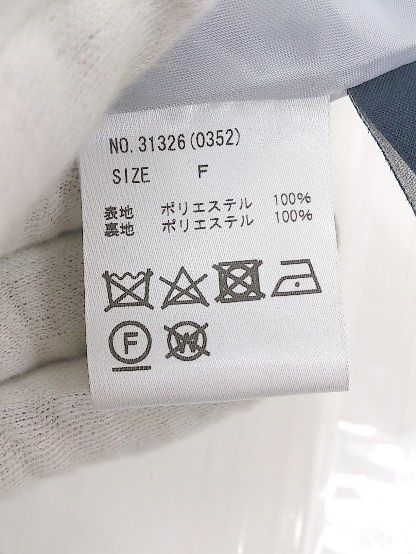 NO.31326(0352)
SIZE F
表地 ポリエステル 100%
裏地 ポリエステル 100%
F W